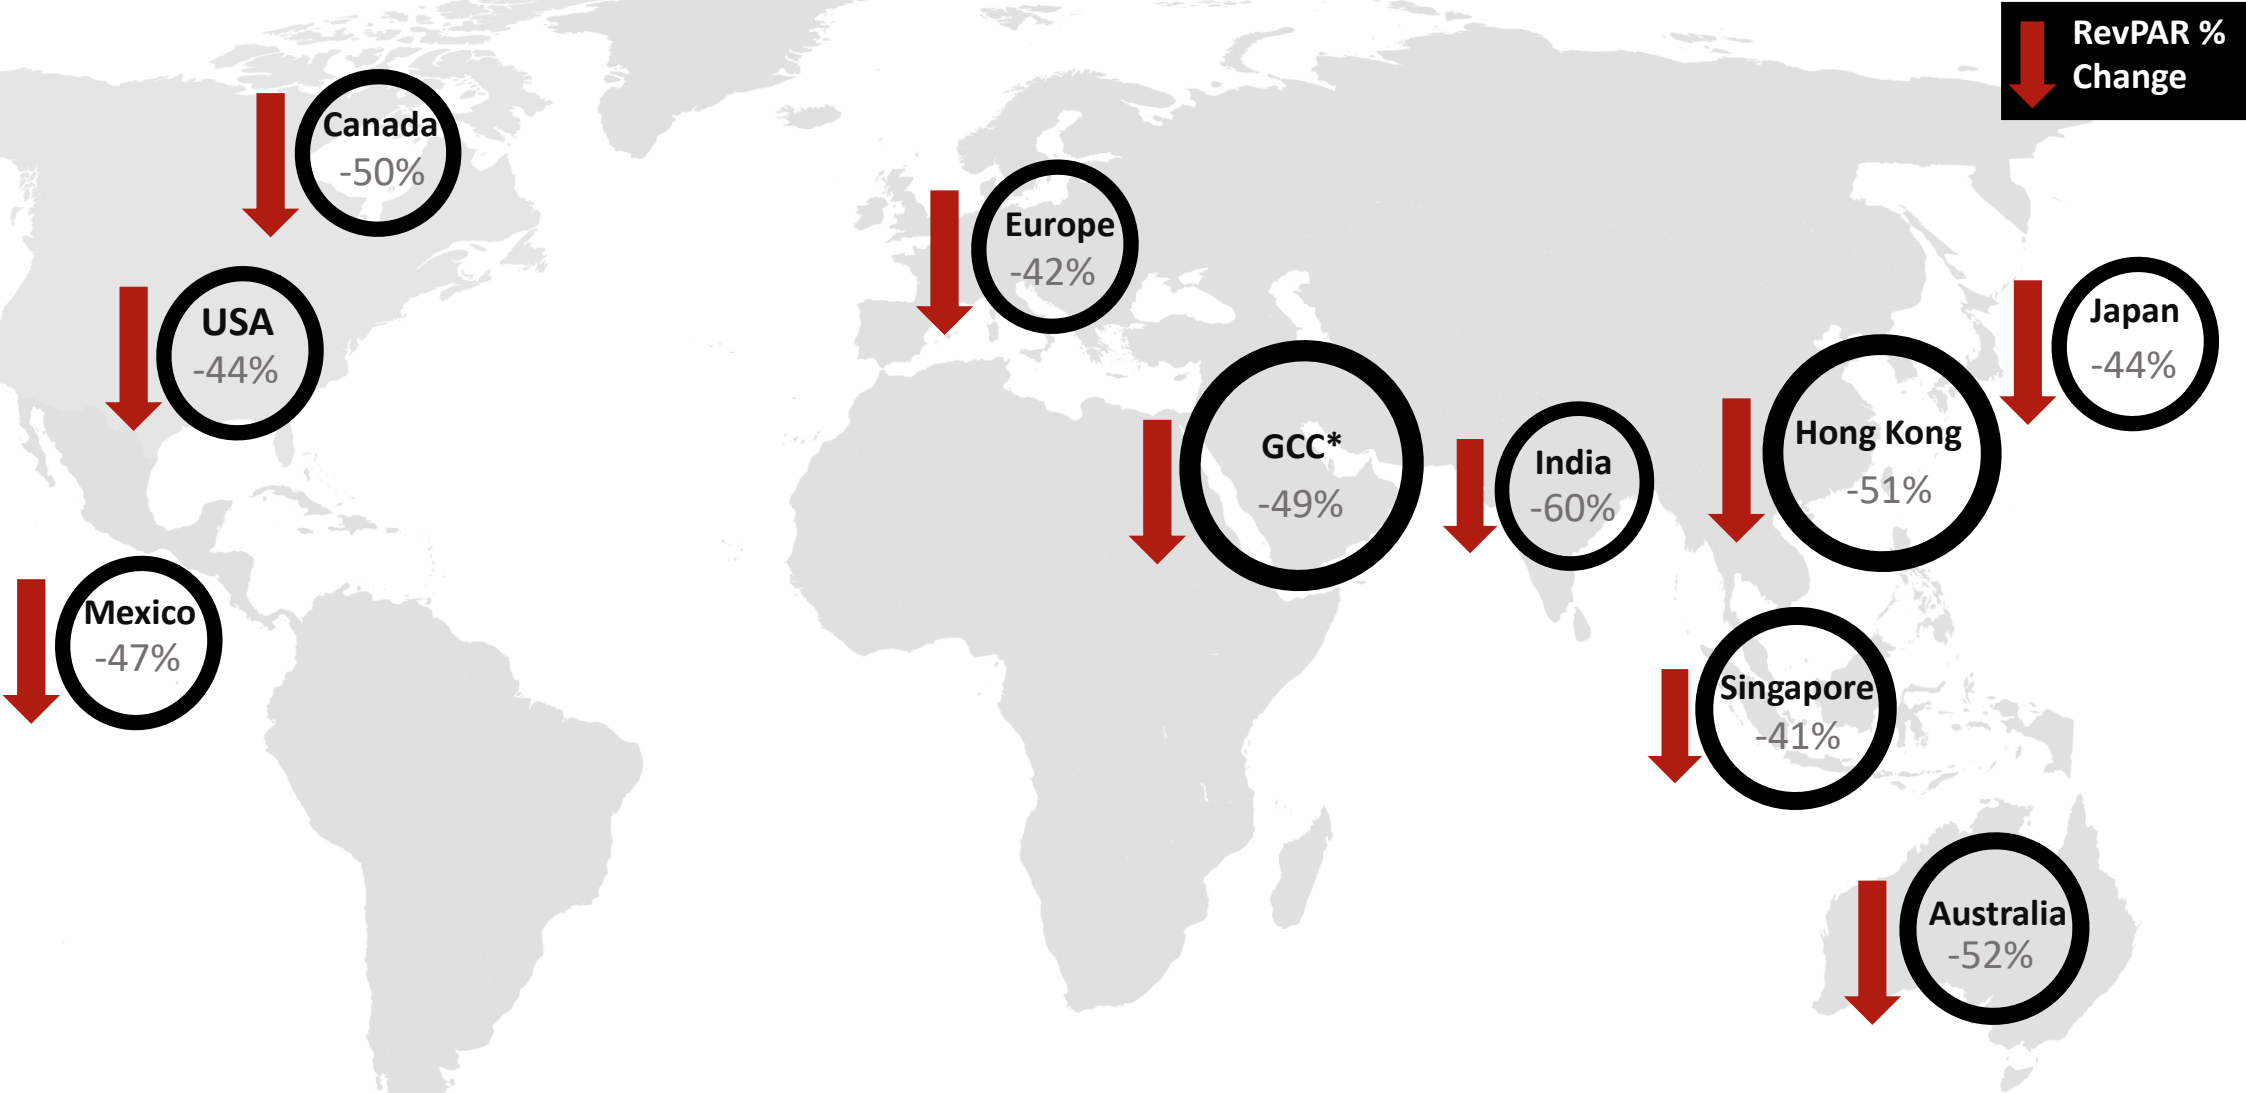 RevPAR %
Change
Canada
-50%
Europe
-42%
USA
-44%
Japan
-44%
GCC*
-49%
India
-60%
Hong Kong
-51%
Mexico
-47%
Singapore
-41%
Australia
-52%